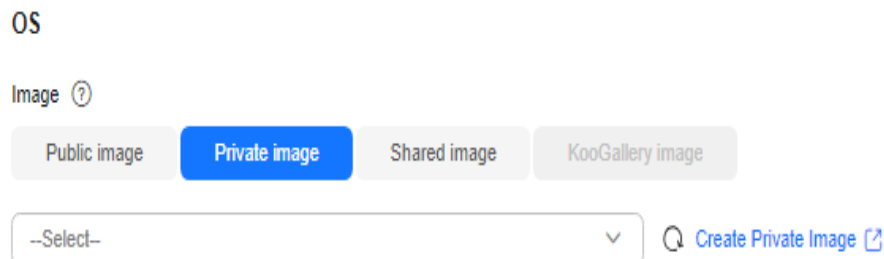 OS
Image ?
Public image Private image Shared image KooGallery image
--Select-- Create Private Image